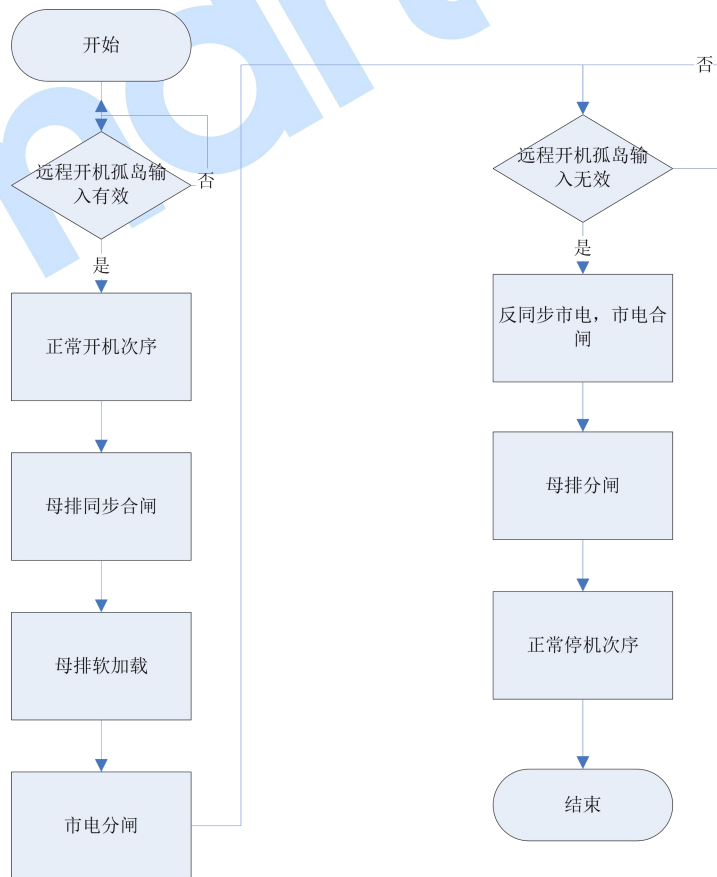 开始
远程开机孤岛输
入有效
否
是
正常开机次序
母排同步合闸
母排软加载
市电分闸
否
远程开机孤岛输
入无效
是
反同步市电，市电合
闸
母排分闸
正常停机次序
结束